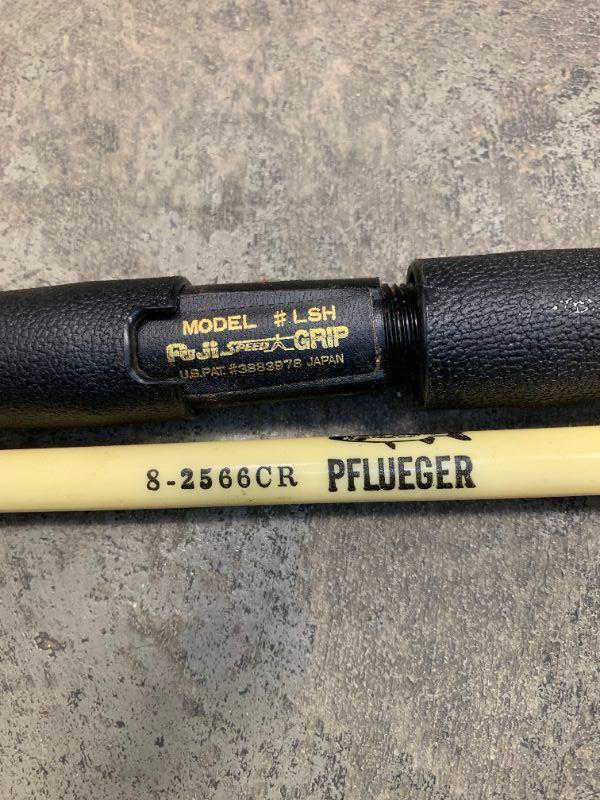 MODEL #LSH
Fuji SPEED GRIP
U.S.PAT.#3883978 JAPAN
8-2566CR PFLUEGER